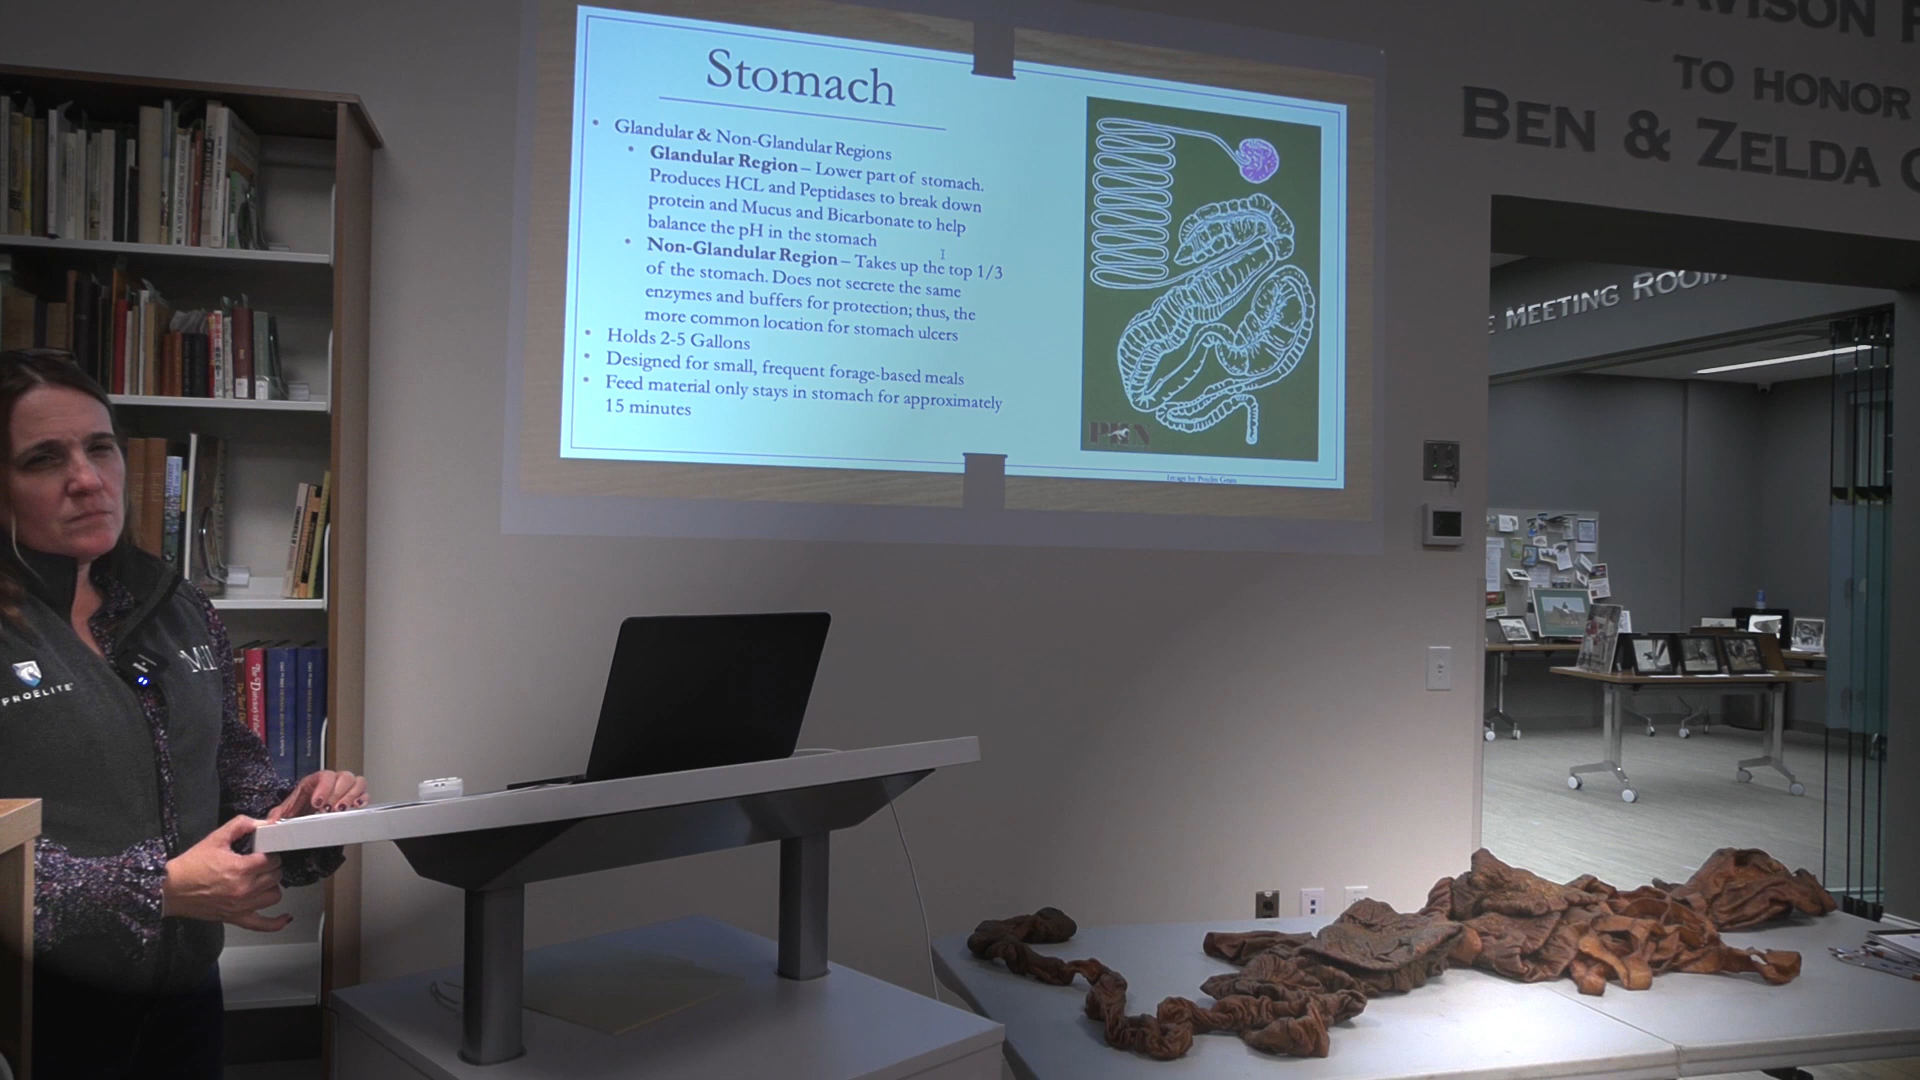 Stomach
• Glandular & Non-Glandular Regions
• Glandular Region – Lower part of stomach.
Produces HCL and Peptidases to break down
protein and Mucus and Bicarbonate to help
balance the pH in the stomach
• Non-Glandular Region – Takes up the top 1/3
of the stomach. Does not secrete the same
enzymes and buffers for protection; thus, the
more common location for stomach ulcers
• Holds 2-5 Gallons
• Designed for small, frequent forage-based meals
• Feed material only stays in stomach for approximately
15 minutes
Image by Poulin Grain
TO HONOR
BEN & ZELDA
MEETING ROOM
PROELITE